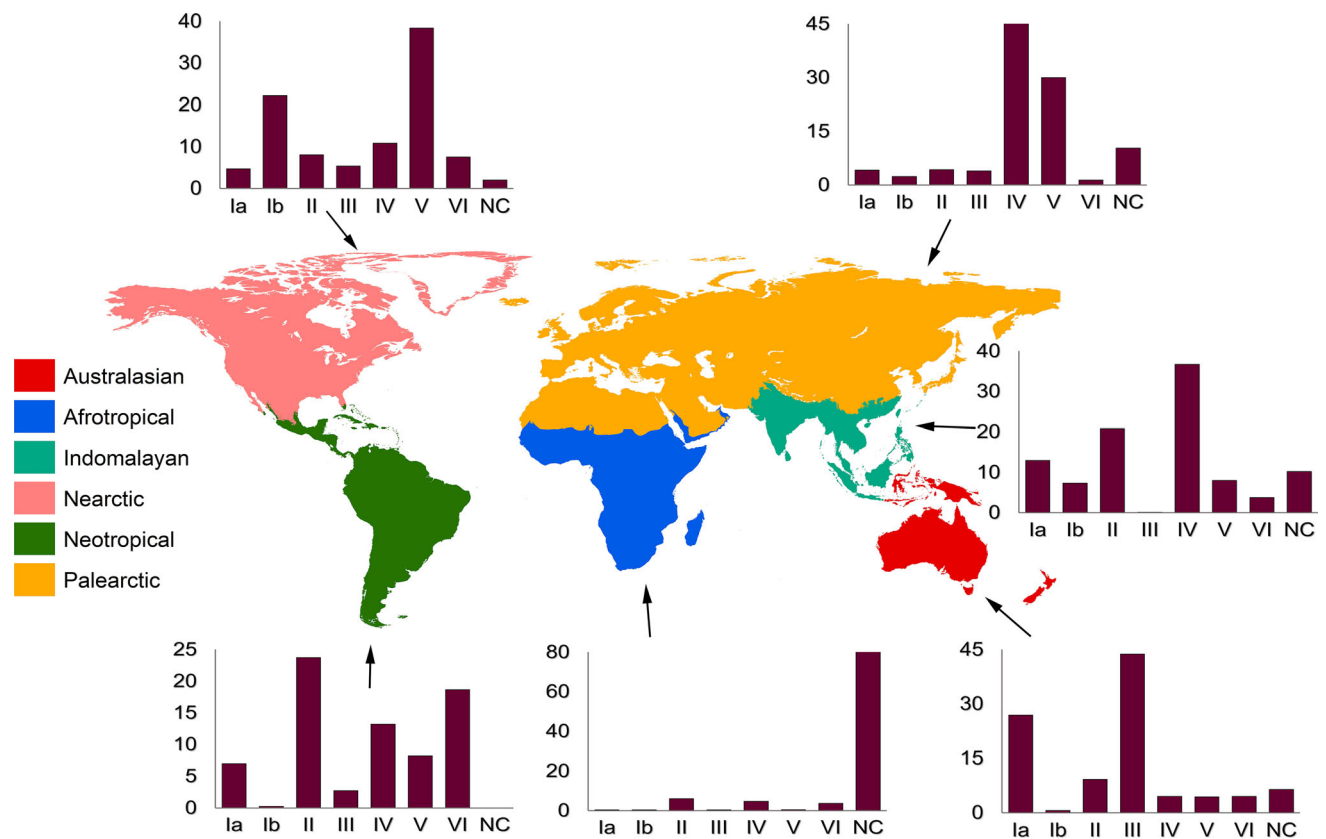 40
30
20
10
0
Ia Ib II III IV V VI NC
45
30
15
0
Ia Ib II III IV V VI NC
Australasian
Afrotropical
Indomalayan
Nearctic
Neotropical
Palearctic
40
30
20
10
0
Ia Ib II III IV V VI NC
25
20
15
10
5
0
Ia Ib II III IV V VI NC
80
60
40
20
0
Ia Ib II III IV V VI NC
45
30
15
0
Ia Ib II III IV V VI NC